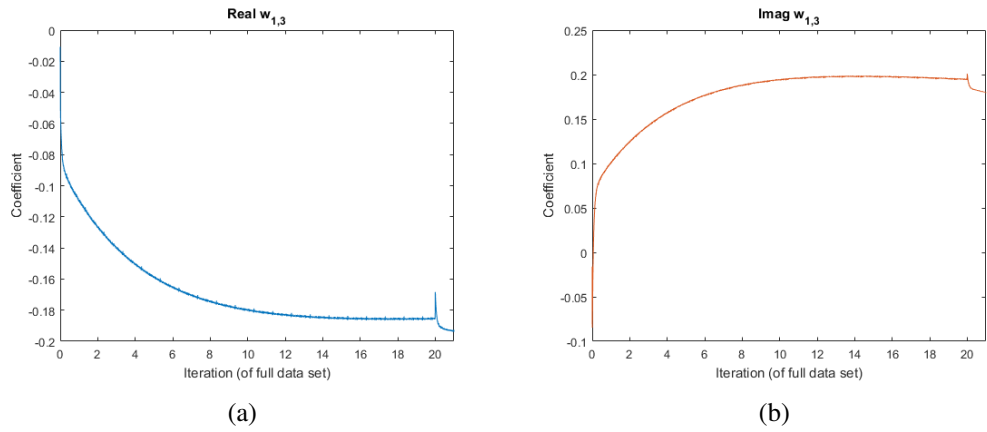 Real w1,3
0
-0.02
-0.04
-0.06
-0.08
-0.1
-0.12
-0.14
-0.16
-0.18
-0.2
Coefficient
0 2 4 6 8 10 12 14 16 18 20
Iteration (of full data set)
(a)
Imag w1,3
0.25
0.2
0.15
0.1
0.05
0
-0.05
-0.1
Coefficient
0 2 4 6 8 10 12 14 16 18 20
Iteration (of full data set)
(b)